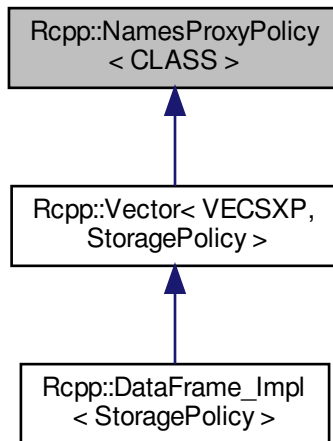 Rcpp::NamesProxyPolicy
< CLASS >
Rcpp::Vector< VECSXP,
StoragePolicy >
Rcpp::DataFrame_Impl
< StoragePolicy >